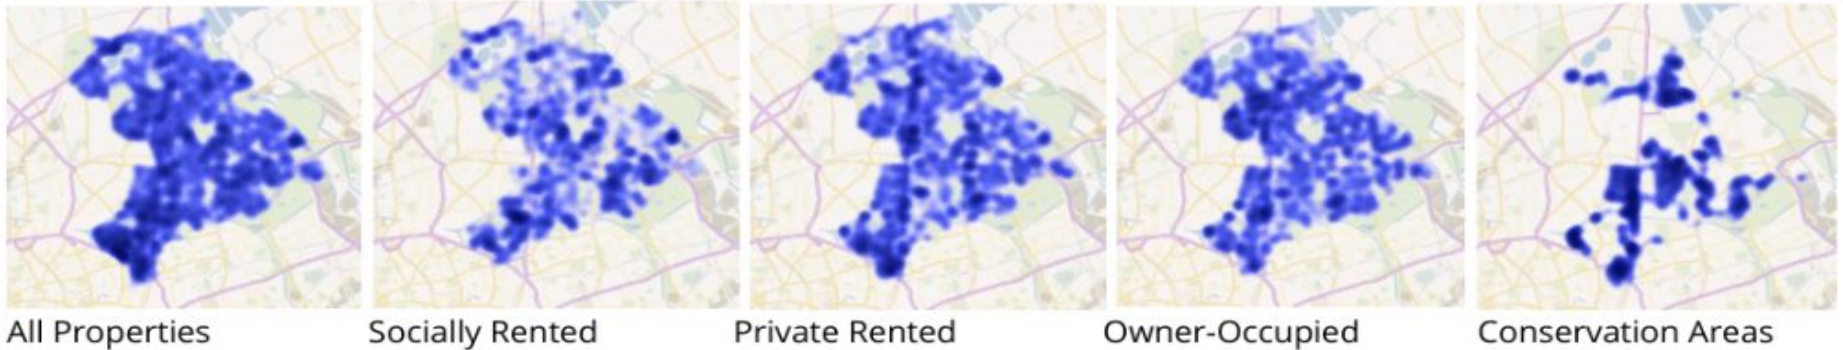 All Properties
Socially Rented
Private Rented
Owner-Occupied
Conservation Areas